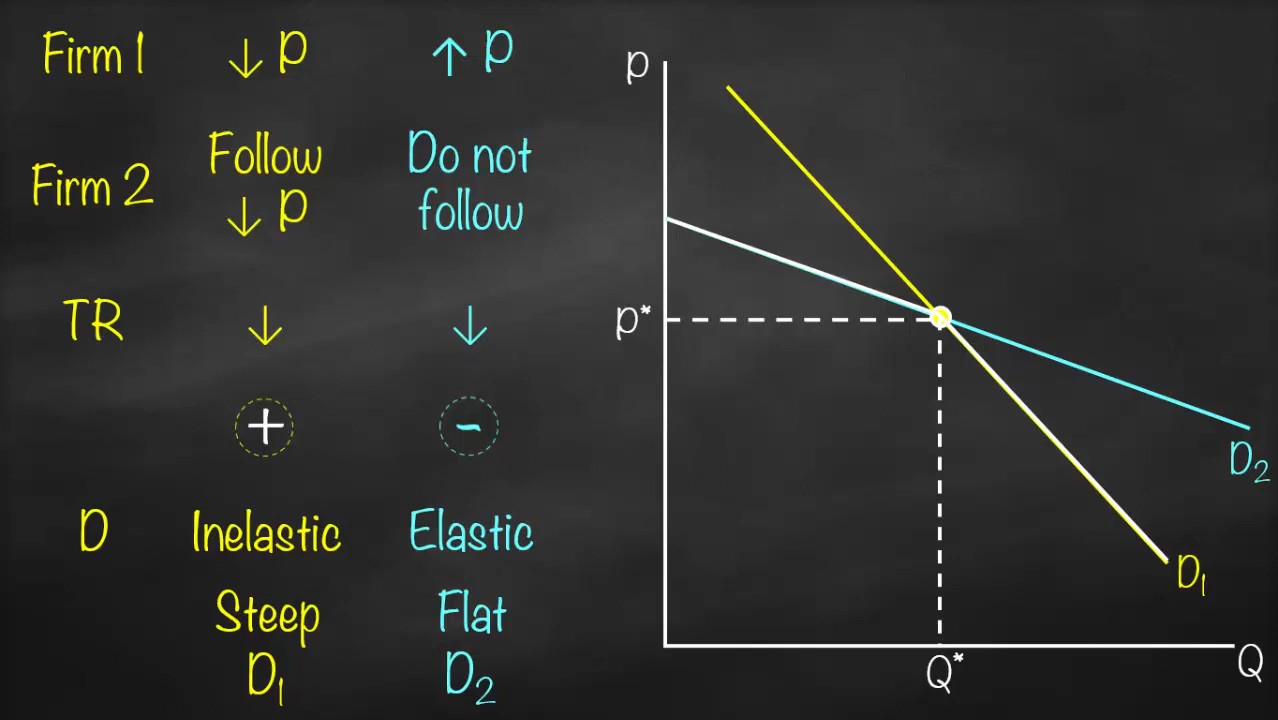 Firm 1 ↓ P ↑ P
Firm 2 Follow ↓ P Do not follow
TR ↓ ↓
+ -
D Inelastic Elastic
Steep Flat
D₁ D₂
P
P*
D₂
D₁
Q*
Q